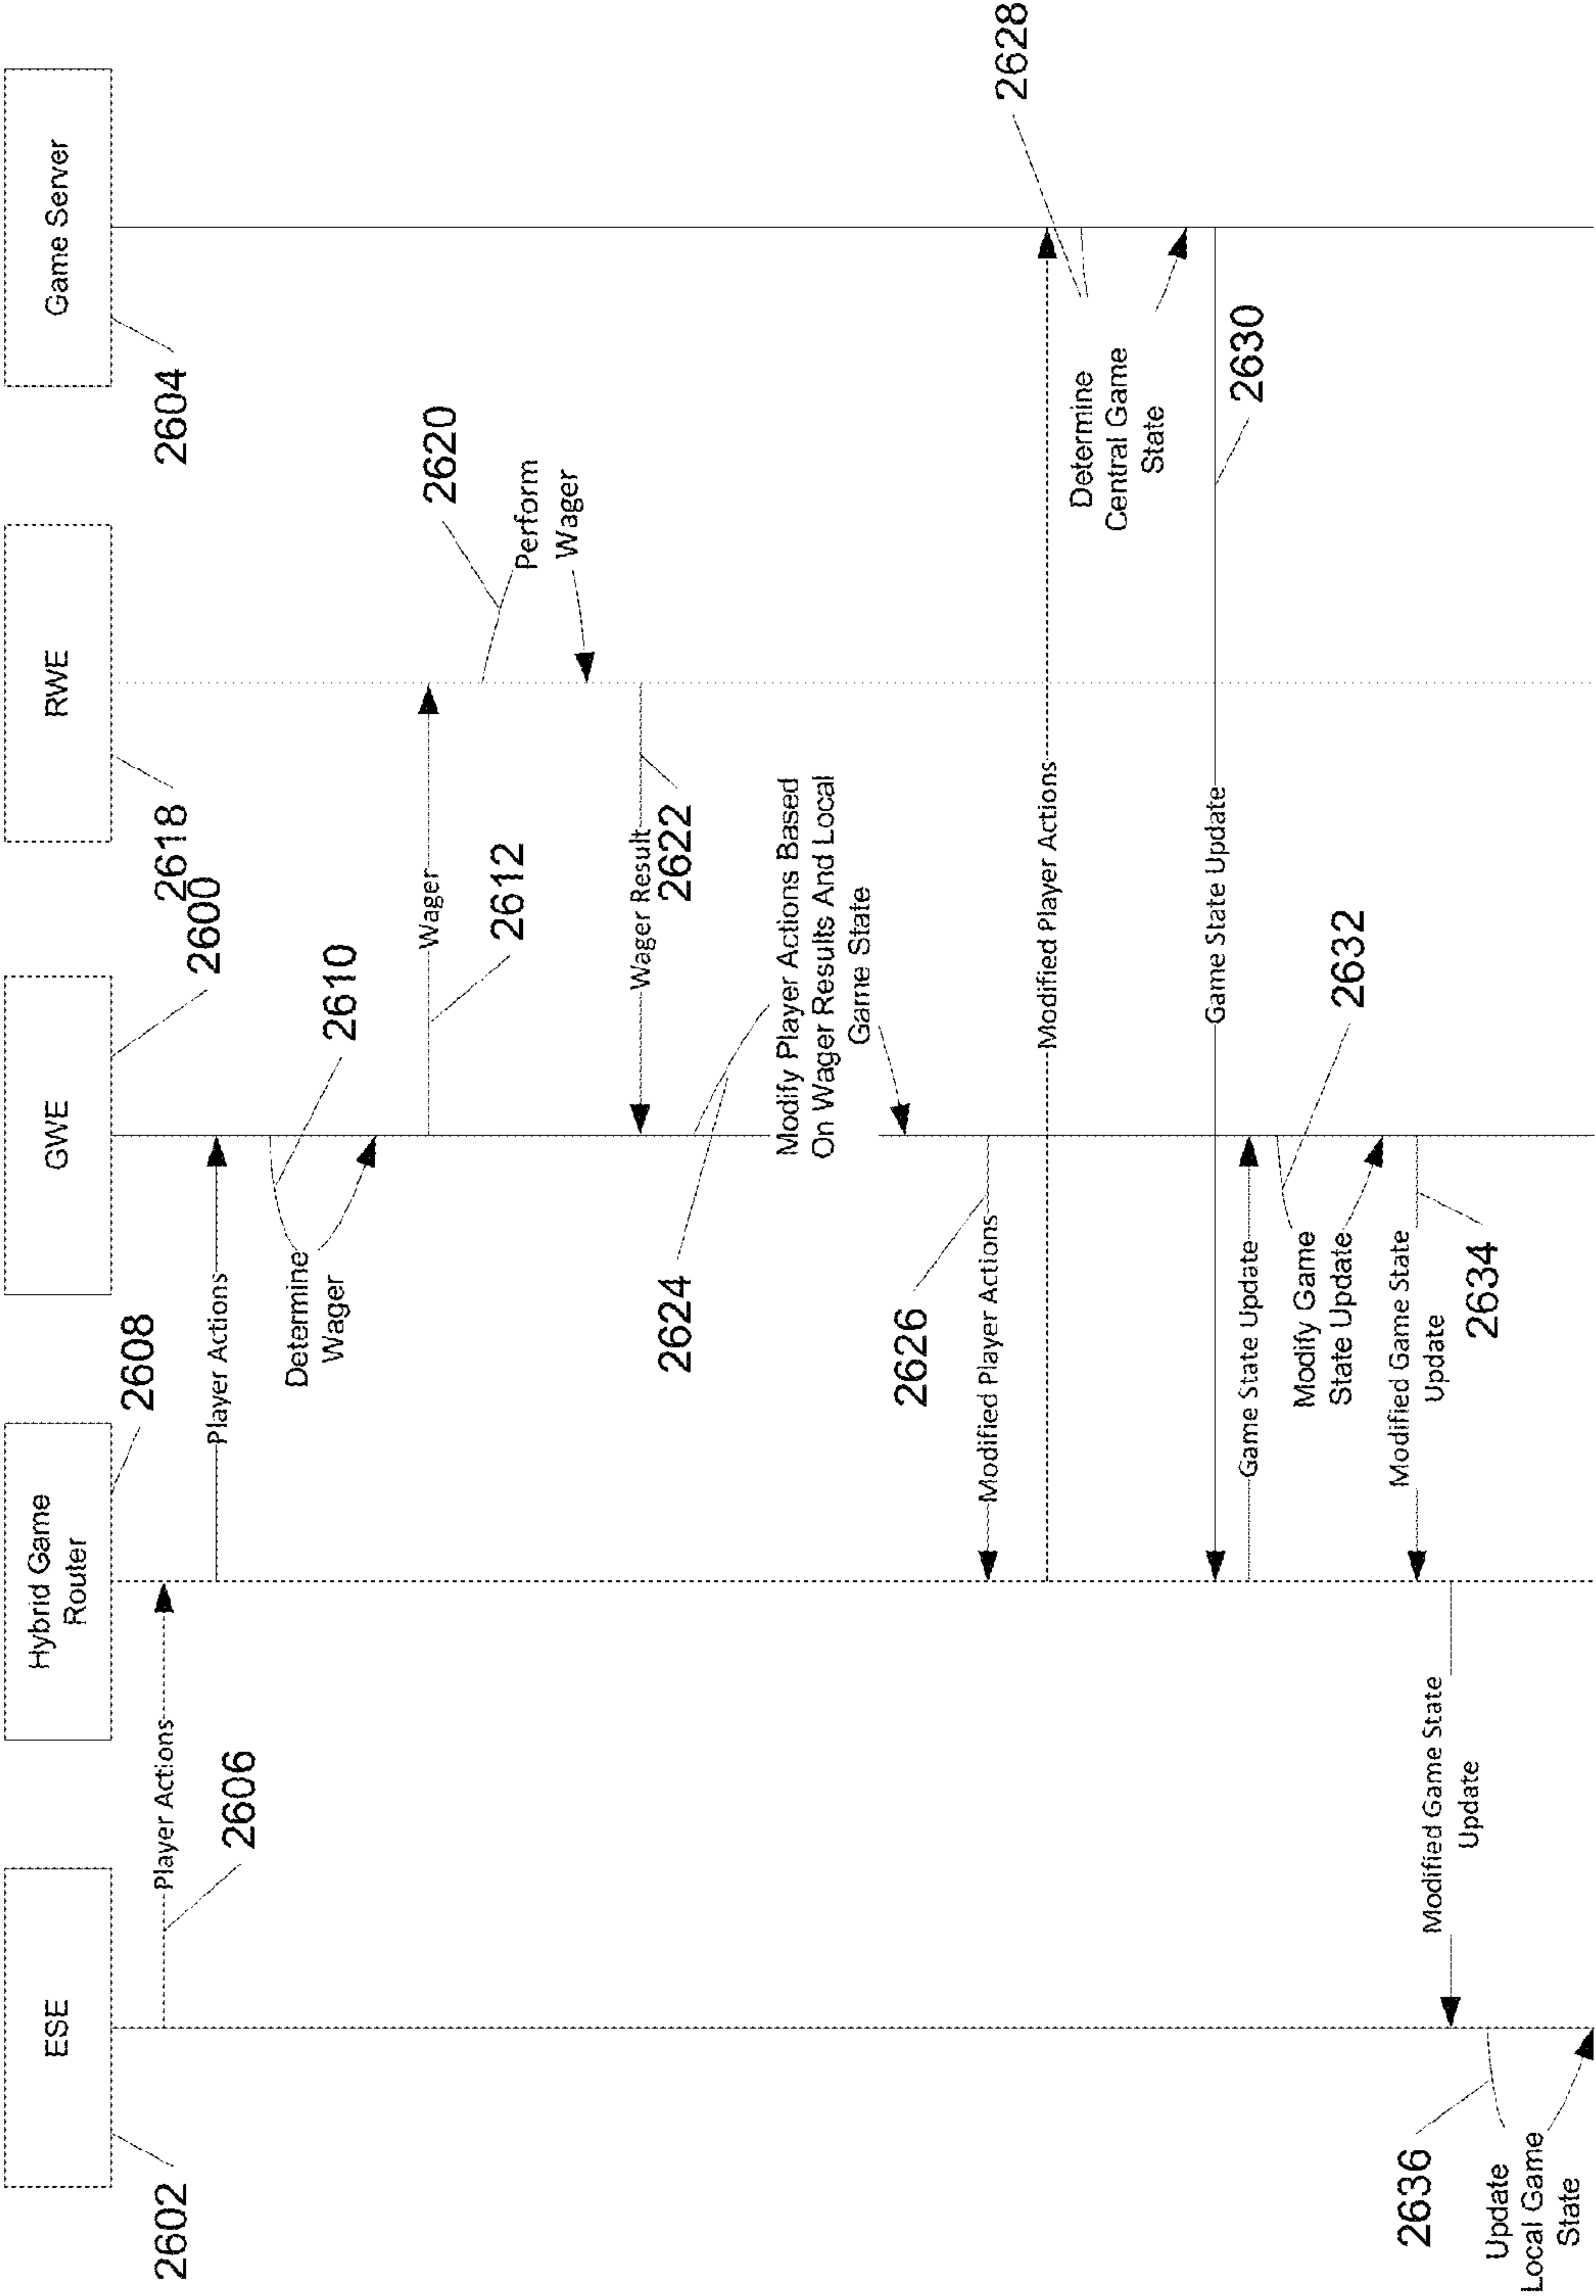 ESE
Hybrid Game
Router
GWE
RWE
Game Server
2602
2608
2600
2618
2604
Player Actions
2606
Player Actions
Determine
Wager
2610
Wager
2612
2620
Perform
Wager
Wager Result
2622
2624
Modify Player Actions Based
On Wager Results And Local
Game State
2626
Modified Player Actions
Modified Player Actions
2628
Determine
Central Game
State
Game State Update
2630
Game State Update
Modify Game
State Update
2632
Modified Game State
Update
2634
Modified Game State
Update
2636
Update
Local Game
State